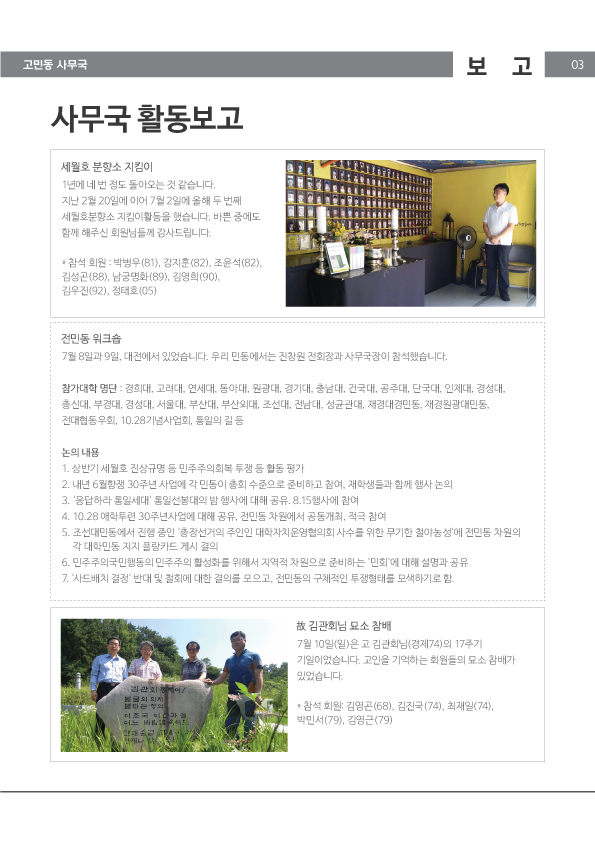 고민동 사무국
보 고
03
사무국 활동보고
세월호 분향소 지킴이
1년에 네 번 정도 돌아오는 것 같습니다.
지난 2월 20일에 이어 7월 2일에 올해 두 번째
세월호분향소 지킴이활동을 했습니다. 바쁜 중에도
함께 해주신 회원님들께 감사드립니다.
* 참석 회원 : 박병우(81), 강지훈(82), 조윤석(82),
김성곤(88), 남궁명화(89), 김영희(90),
김우진(92), 정태호(05)
전민동 워크숍
7월 8일과 9일, 대전에서 있었습니다. 우리 민동에서는 진창원 전회장과 사무국장이 참석했습니다.
참가대학 명단 : 경희대, 고려대, 연세대, 동아대, 원광대, 경기대, 충남대, 건국대, 공주대, 단국대, 인제대, 경성대,
총신대, 부경대, 경성대, 서울대, 부산대, 부산외대, 조선대, 전남대, 성균관대, 재경대경민동, 재경원광대민동,
전대협동우회, 10.28기념사업회, 통일의 길 등
논의 내용
1. 상반기 세월호 진상규명 등 민주주의회복 투쟁 등 활동 평가
2. 내년 6월항쟁 30주년 사업에 각 민동이 총회 수준으로 준비하고 참여, 재학생들과 함께 행사 논의
3. '응답하라 통일세대' 통일선봉대의 밤 행사에 대해 공유. 8.15행사에 참여
4. 10.28 애학투련 30주년사업에 대해 공유, 전민동 차원에서 공동개최, 적극 참여
5. 조선대민동에서 진행 중인 '총장선거의 주인인 대학자치운영협의회 사수를 위한 무기한 철야농성'에 전민동 차원의
각 대학민동 지지 플랑카드 게시 결의
6. 민주주의국민행동의 민주주의 활성화를 위해서 지역적 차원으로 준비하는 '민회'에 대해 설명과 공유
7. '사드배치 결정' 반대 및 철회에 대한 결의를 모으고, 전민동의 구체적인 투쟁형태를 모색하기로 함.
故 김관회님 묘소 참배
7월 10일(일)은 고 김관회님(경제74)의 17주기
기일이었습니다. 고인을 기억하는 회원들의 묘소 참배가
있었습니다.
* 참석 회원: 김영곤(68), 김진국(74), 최재일(74),
박민서(79), 김영근(79)